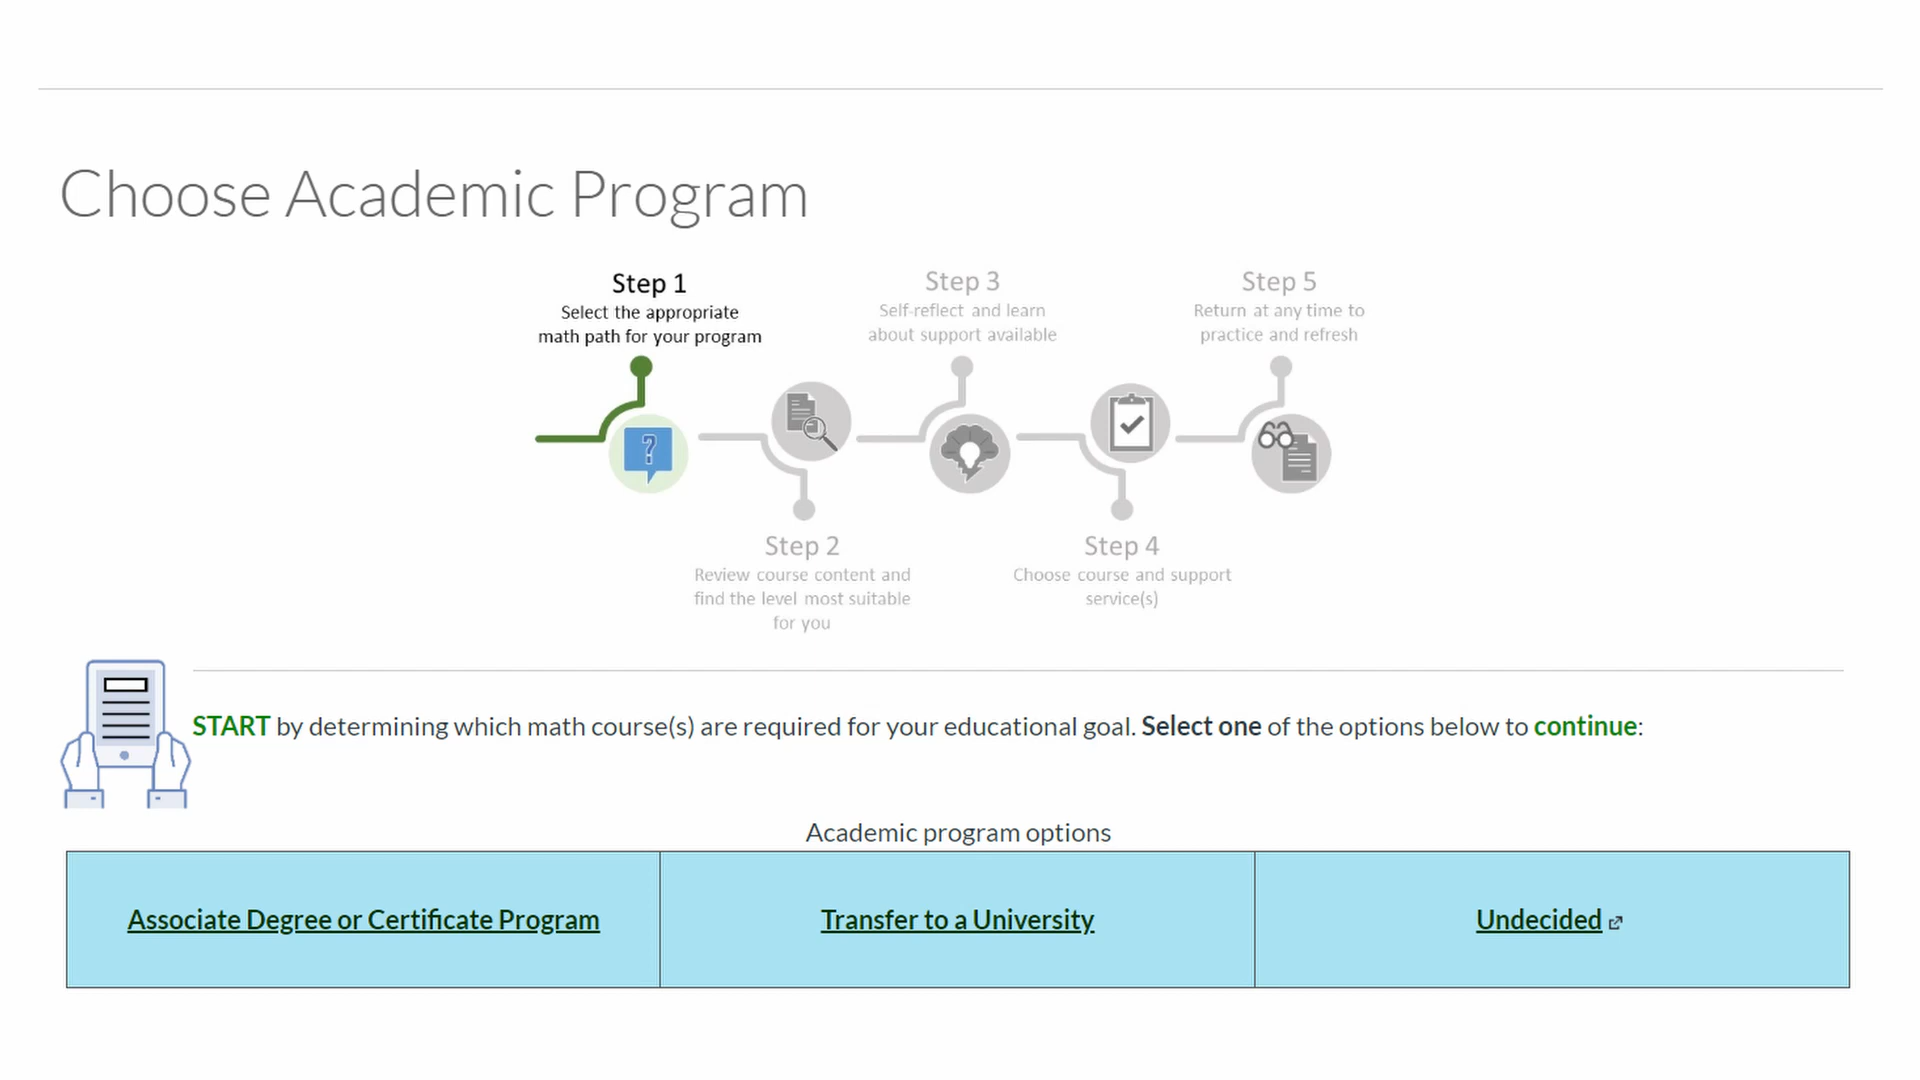 Choose Academic Program
Step 1
Select the appropriate
math path for your program
Step 2
Review course content and
find the level most suitable
for you
Step 3
Self-reflect and learn
about support available
Step 4
Choose course and support
service(s)
Step 5
Return at any time to
practice and refresh
START by determining which math course(s) are required for your educational goal. Select one of the options below to continue:
Academic program options
Associate Degree or Certificate Program
Transfer to a University
Undecided